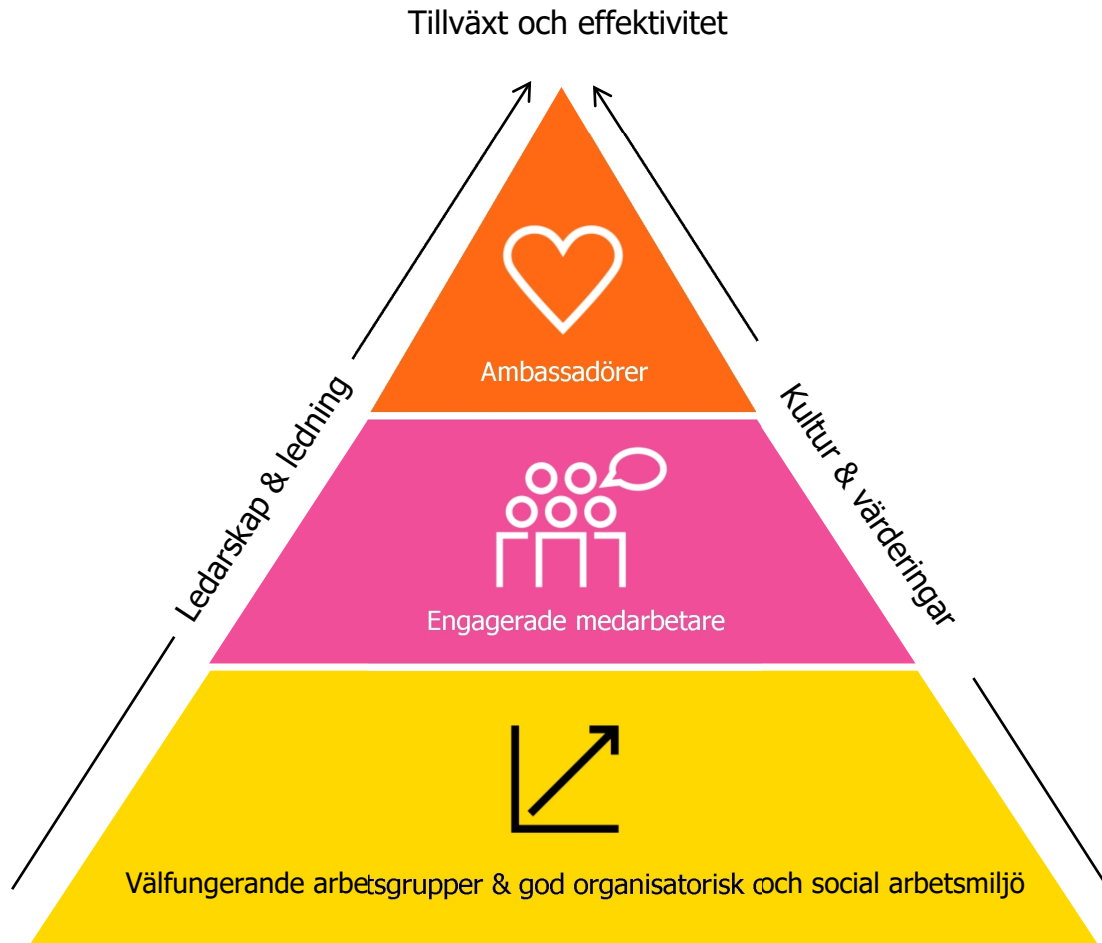 Tillväxt och effektivitet
Ambassadörer
Ledarskap & ledning
Kultur & värderingar
Engagerade medarbetare
Välfungerande arbetsgrupper & god organisatorisk och social arbetsmiljö